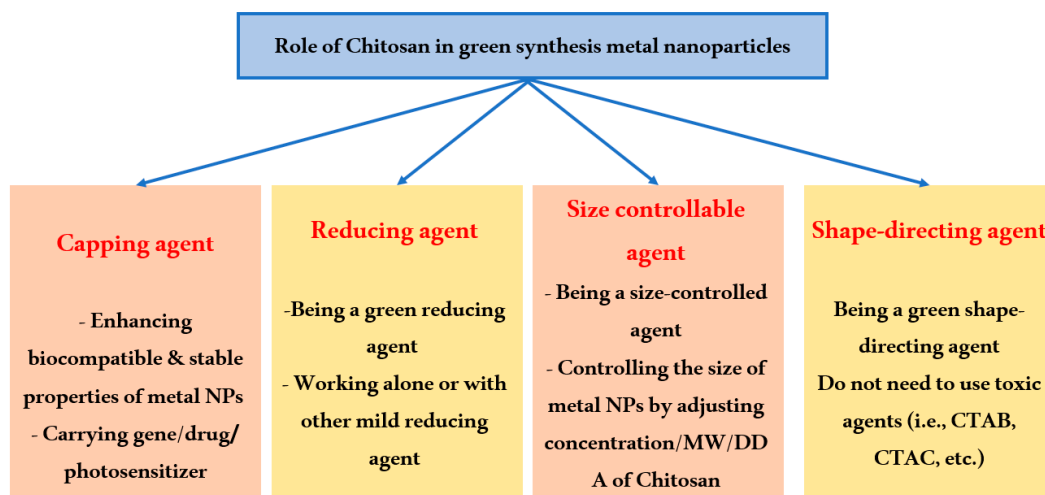 Role of Chitosan in green synthesis metal nanoparticles
Capping agent
- Enhancing
biocompatible & stable
properties of metal NPs
- Carrying gene/drug/
photosensitizer
Reducing agent
-Being a green reducing
agent
- Working alone or with
other mild reducing
agent
Size controllable
agent
- Being a size-controlled
agent
- Controlling the size of
metal NPs by adjusting
concentration/MW/DD
A of Chitosan
Shape-directing agent
Being a green shape-
directing agent
Do not need to use toxic
agents (i.e., CTAB,
CTAC, etc.)